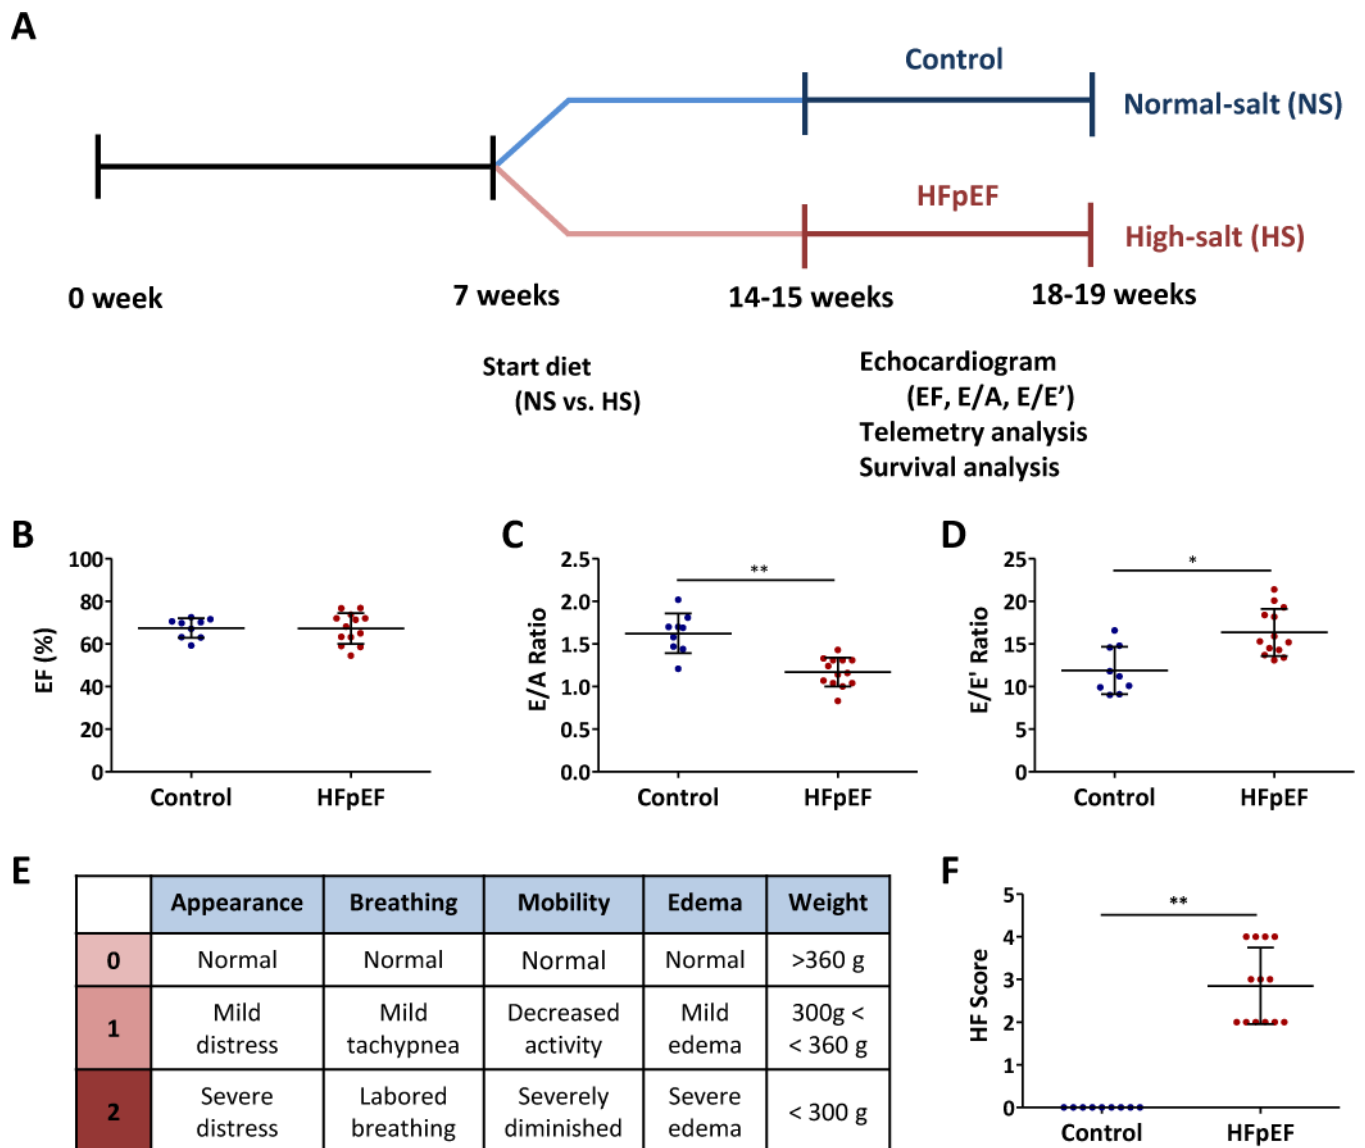 A
Control
Normal-salt (NS)
HFpEF
High-salt (HS)
0 week
7 weeks
14-15 weeks
18-19 weeks
Start diet
(NS vs. HS)
Echocardiogram
(EF, E/A, E/E’)
Telemetry analysis
Survival analysis
B
EF (%)
100
80
60
40
20
0
Control HFpEF
C
E/A Ratio
2.5
2.0
1.5
1.0
0.5
0.0
**
Control HFpEF
D
E/E' Ratio
25
20
15
10
5
0
*
Control HFpEF
E
Appearance Breathing Mobility Edema Weight
0 Normal Normal Normal Normal >360 g
1 Mild distress Mild tachypnea Decreased activity Mild edema 300g < < 360 g
2 Severe distress Labored breathing Severely diminished Severe edema < 300 g
F
HF Score
5
4
3
2
1
0
**
Control HFpEF